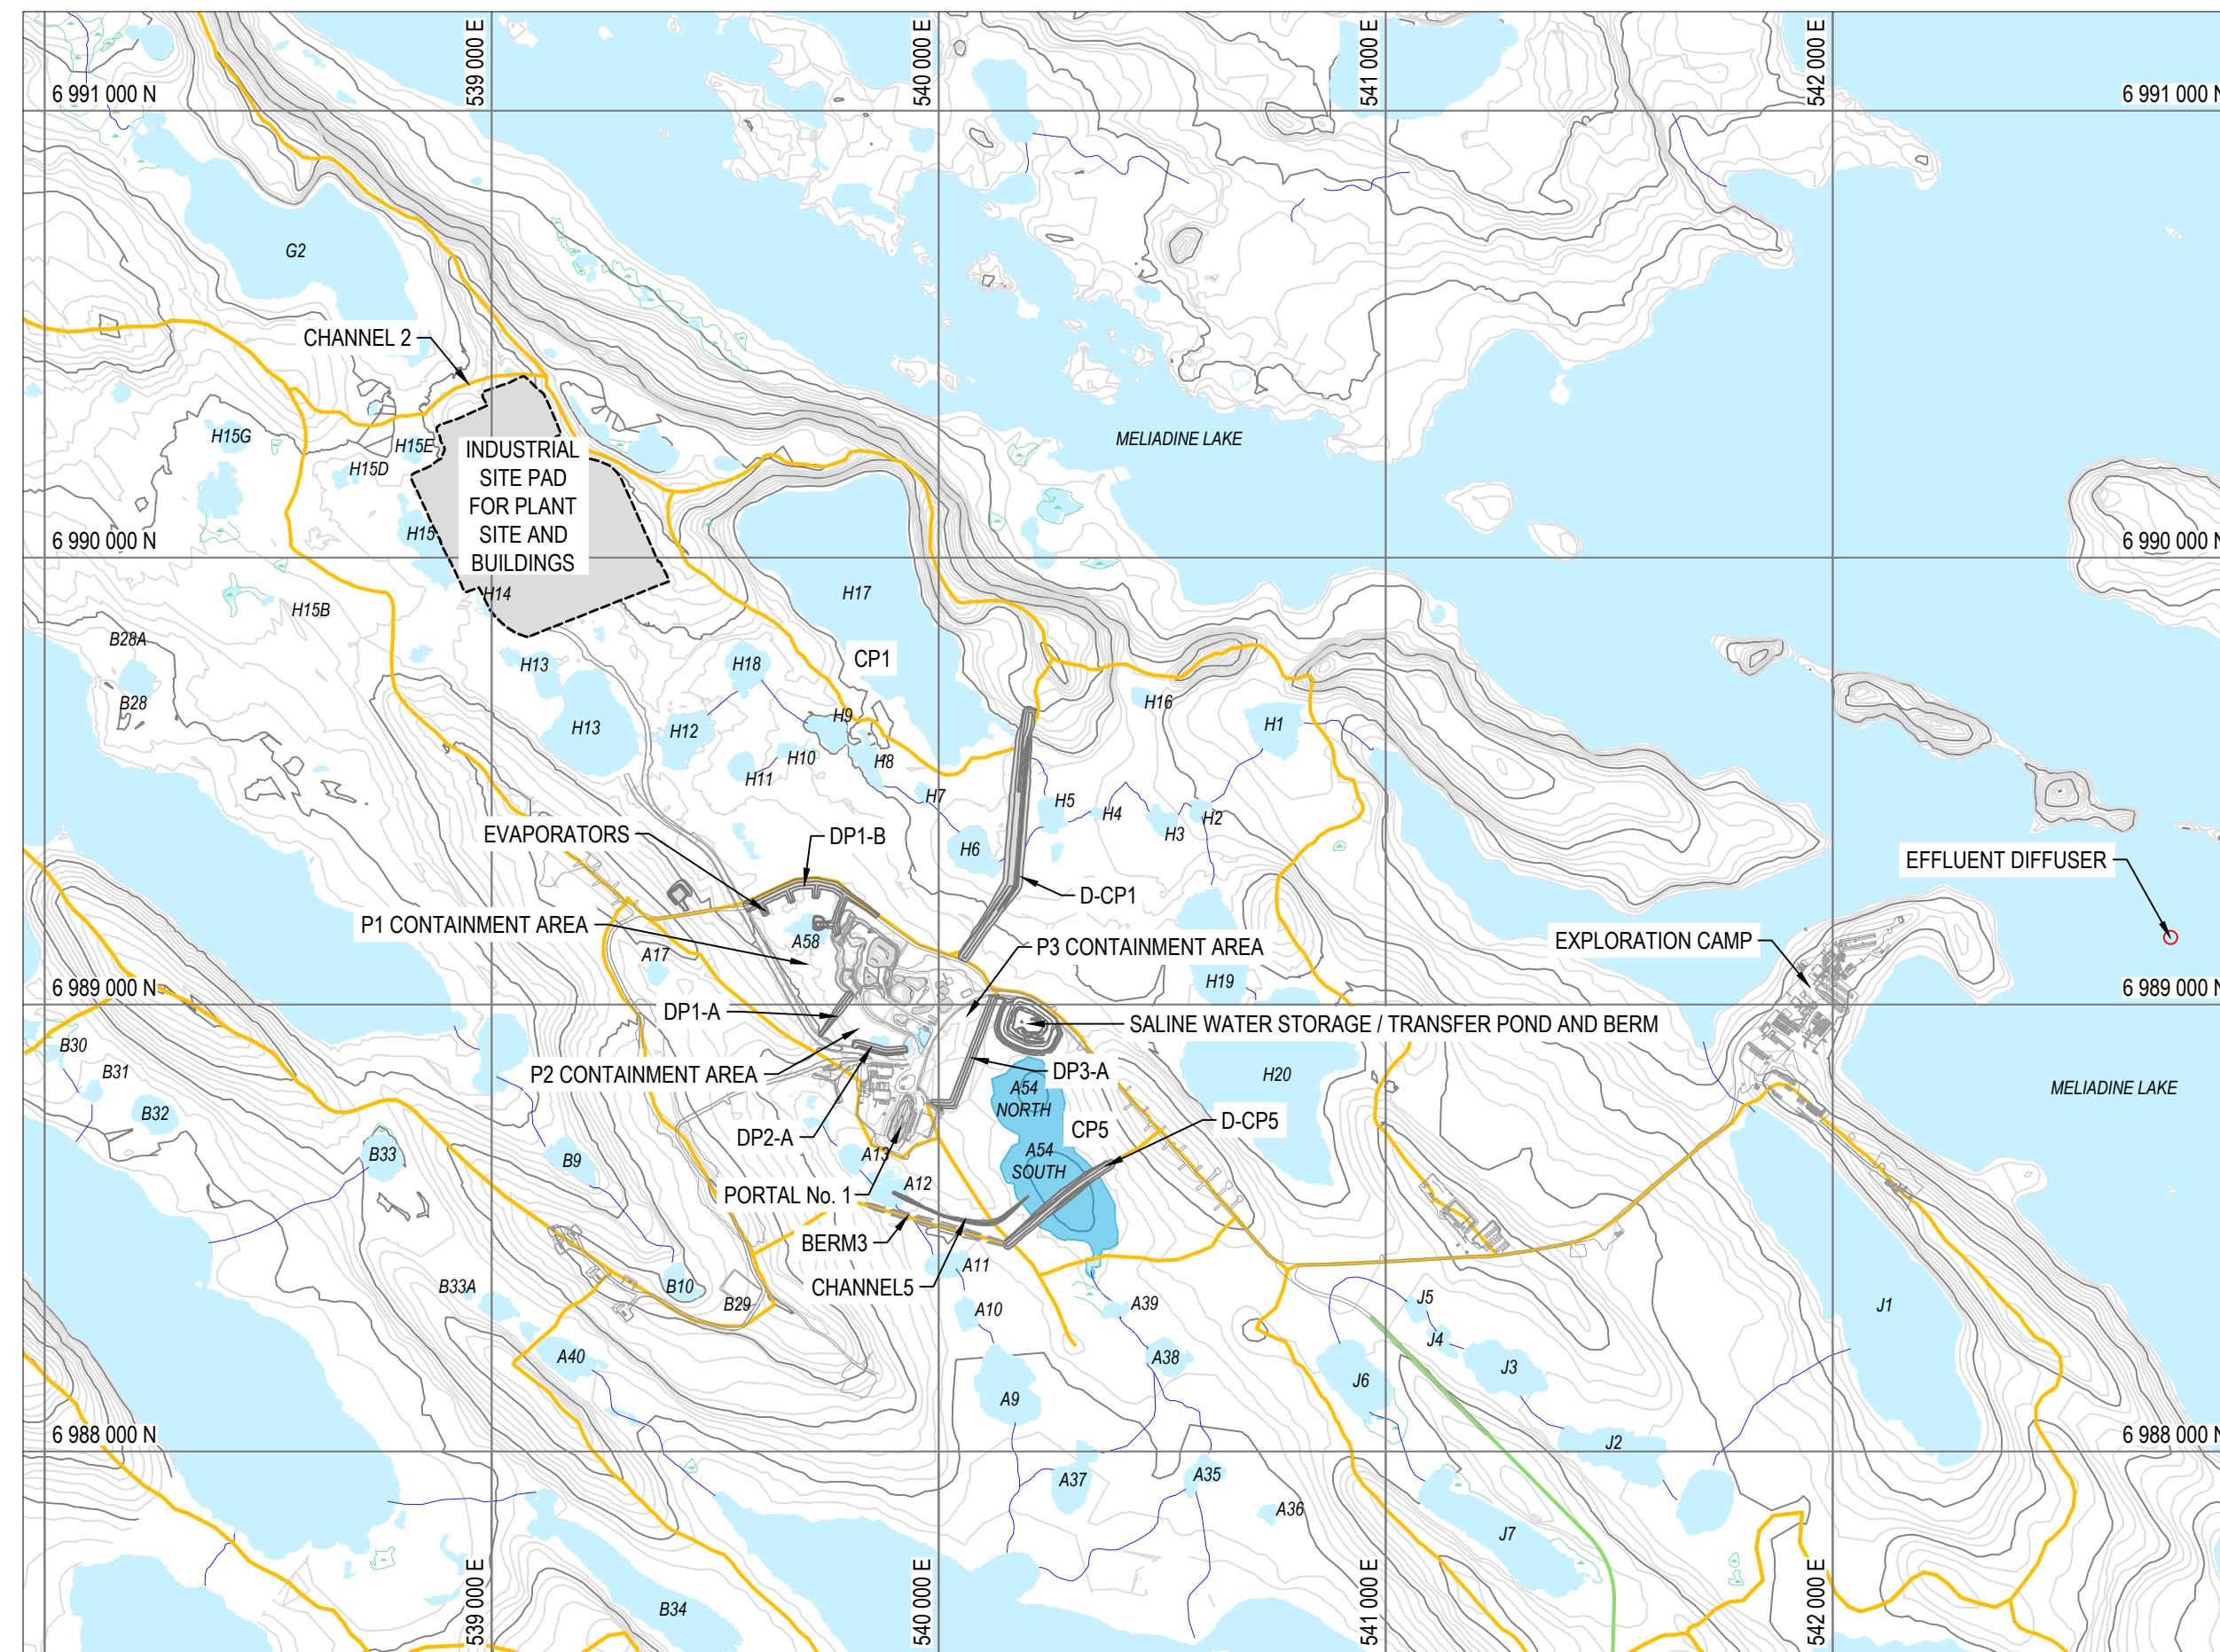 539 000 E
540 000 E
541 000 E
542 000 E
6 991 000 N
6 991 000 N
G2
CHANNEL 2
MELIADINE LAKE
H15G
H15E
H15D
INDUSTRIAL
SITE PAD
FOR PLANT
SITE AND
BUILDINGS
H15
6 990 000 N
6 990 000 N
H14
H17
H15B
B28A
B28
H13
H18
CP1
H16
H13
H12
H9
H1
H10
H8
H11
H7
H5
H4
H3
H2
EVAPORATORS
DP1-B
H6
EFFLUENT DIFFUSER
D-CP1
P1 CONTAINMENT AREA
A58
P3 CONTAINMENT AREA
EXPLORATION CAMP
A17
H19
6 989 000 N
6 989 000 N
DP1-A
SALINE WATER STORAGE / TRANSFER POND AND BERM
B30
B31
P2 CONTAINMENT AREA
DP3-A
H20
A54
NORTH
MELIADINE LAKE
B32
DP2-A
CP5
D-CP5
B33
B9
A13
A54
SOUTH
PORTAL No. 1
A12
BERM3
A11
CHANNEL5
B33A
B10
B29
A10
A39
J5
J1
J4
A40
A38
J3
A9
J6
6 988 000 N
6 988 000 N
J2
A37
A35
A36
J7
B34
539 000 E
540 000 E
541 000 E
542 000 E